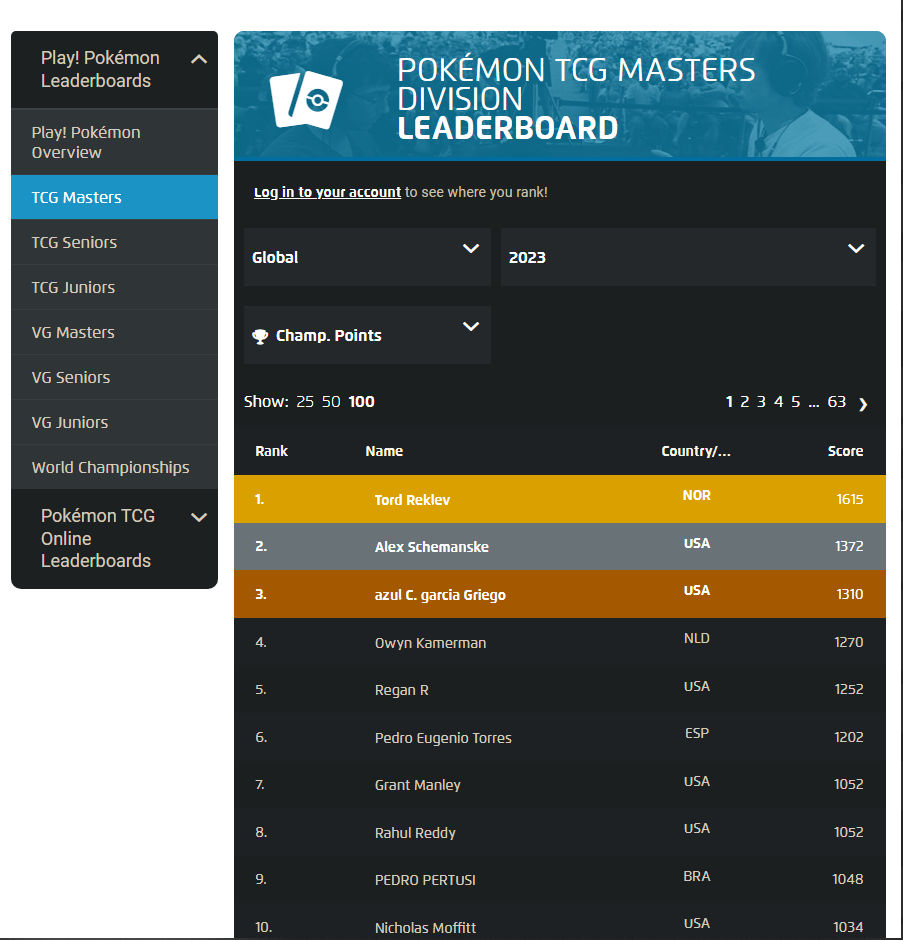 Play! Pokémon
Leaderboards
Play! Pokémon
Overview
TCG Masters
TCG Seniors
TCG Juniors
VG Masters
VG Seniors
VG Juniors
World Championships
Pokémon TCG
Online
Leaderboards
POKÉMON TCG MASTERS
DIVISION
LEADERBOARD
Log in to your account to see where you rank!
Global 2023
Champ. Points
Show: 25 50 100 1 2 3 4 5 ... 63 ❯
Rank Name Country/... Score
1. Tord Reklev NOR 1615
2. Alex Schemanske USA 1372
3. azul C. garcia Griego USA 1310
4. Owyn Kamerman NLD 1270
5. Regan R USA 1252
6. Pedro Eugenio Torres ESP 1202
7. Grant Manley USA 1052
8. Rahul Reddy USA 1052
9. PEDRO PERTUSI BRA 1048
10. Nicholas Moffitt USA 1034